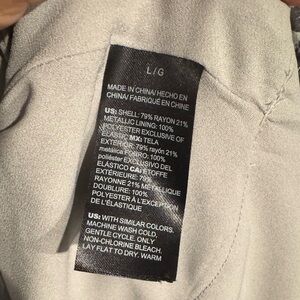 L / G
MADE IN CHINA/ HECHO EN
CHINA/ FABRIQUÉ EN CHINE
US: SHELL: 79% RAYON 21%
METALLIC LINING: 100%
POLYESTER EXCLUSIVE OF
ELASTIC MX: TELA
EXTERIOR: 79% rayón 21%
metálica FORRO: 100%
poliéster EXCLUSIVO DEL
ELÁSTICO CA: ÉTOFFE
EXTÉRIEURE: 79%
RAYONNE 21% MÉTALLIQUE
DOUBLURE: 100%
POLYESTER À L'EXCEPTION
DE L'ÉLASTIQUE
US: WITH SIMILAR COLORS.
MACHINE WASH COLD,
GENTLE CYCLE. ONLY
NON-CHLORINE BLEACH.
LAY FLAT TO DRY. WARM